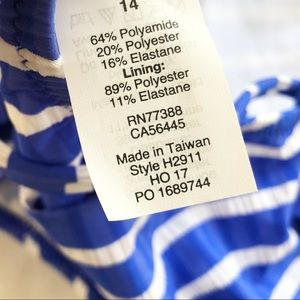 14
64% Polyamide
20% Polyester
16% Elastane
Lining:
89% Polyester
11% Elastane
RN77388
CA56445
Made in Taiwan
Style H2911
HO 17
PO 1689744